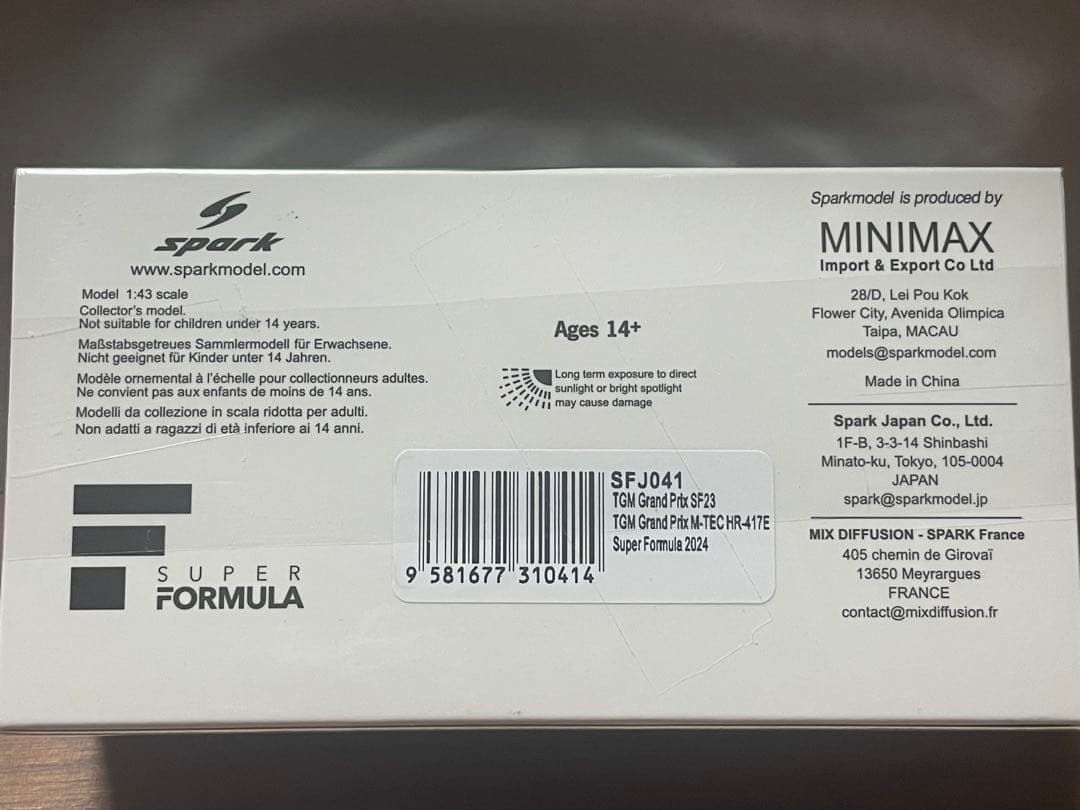 spark
www.sparkmodel.com
Model 1:43 scale
Collector's model.
Not suitable for children under 14 years.
Maßstabsgetreues Sammlermodell für Erwachsene.
Nicht geeignet für Kinder unter 14 Jahren.
Modèle ornemental à l'échelle pour collectionneurs adultes.
Ne convient pas aux enfants de moins de 14 ans.
Modelli da collezione in scala ridotta per adulti.
Non adatti a ragazzi di età inferiore ai 14 anni.
SUPER
FORMULA
Ages 14+
Long term exposure to direct
sunlight or bright spotlight
may cause damage
SFJ041
TGM Grand Prix SF23
TGM Grand Prix M-TEC HR-417E
Super Formula 2024
9 581677 310414
Sparkmodel is produced by
MINIMAX
Import & Export Co Ltd
28/D, Lei Pou Kok
Flower City, Avenida Olimpica
Taipa, MACAU
models@sparkmodel.com
Made in China
Spark Japan Co., Ltd.
1F-B, 3-3-14 Shinbashi
Minato-ku, Tokyo, 105-0004
JAPAN
spark@sparkmodel.jp
MIX DIFFUSION - SPARK France
405 chemin de Girovaï
13650 Meyrargues
FRANCE
contact@mixdiffusion.fr